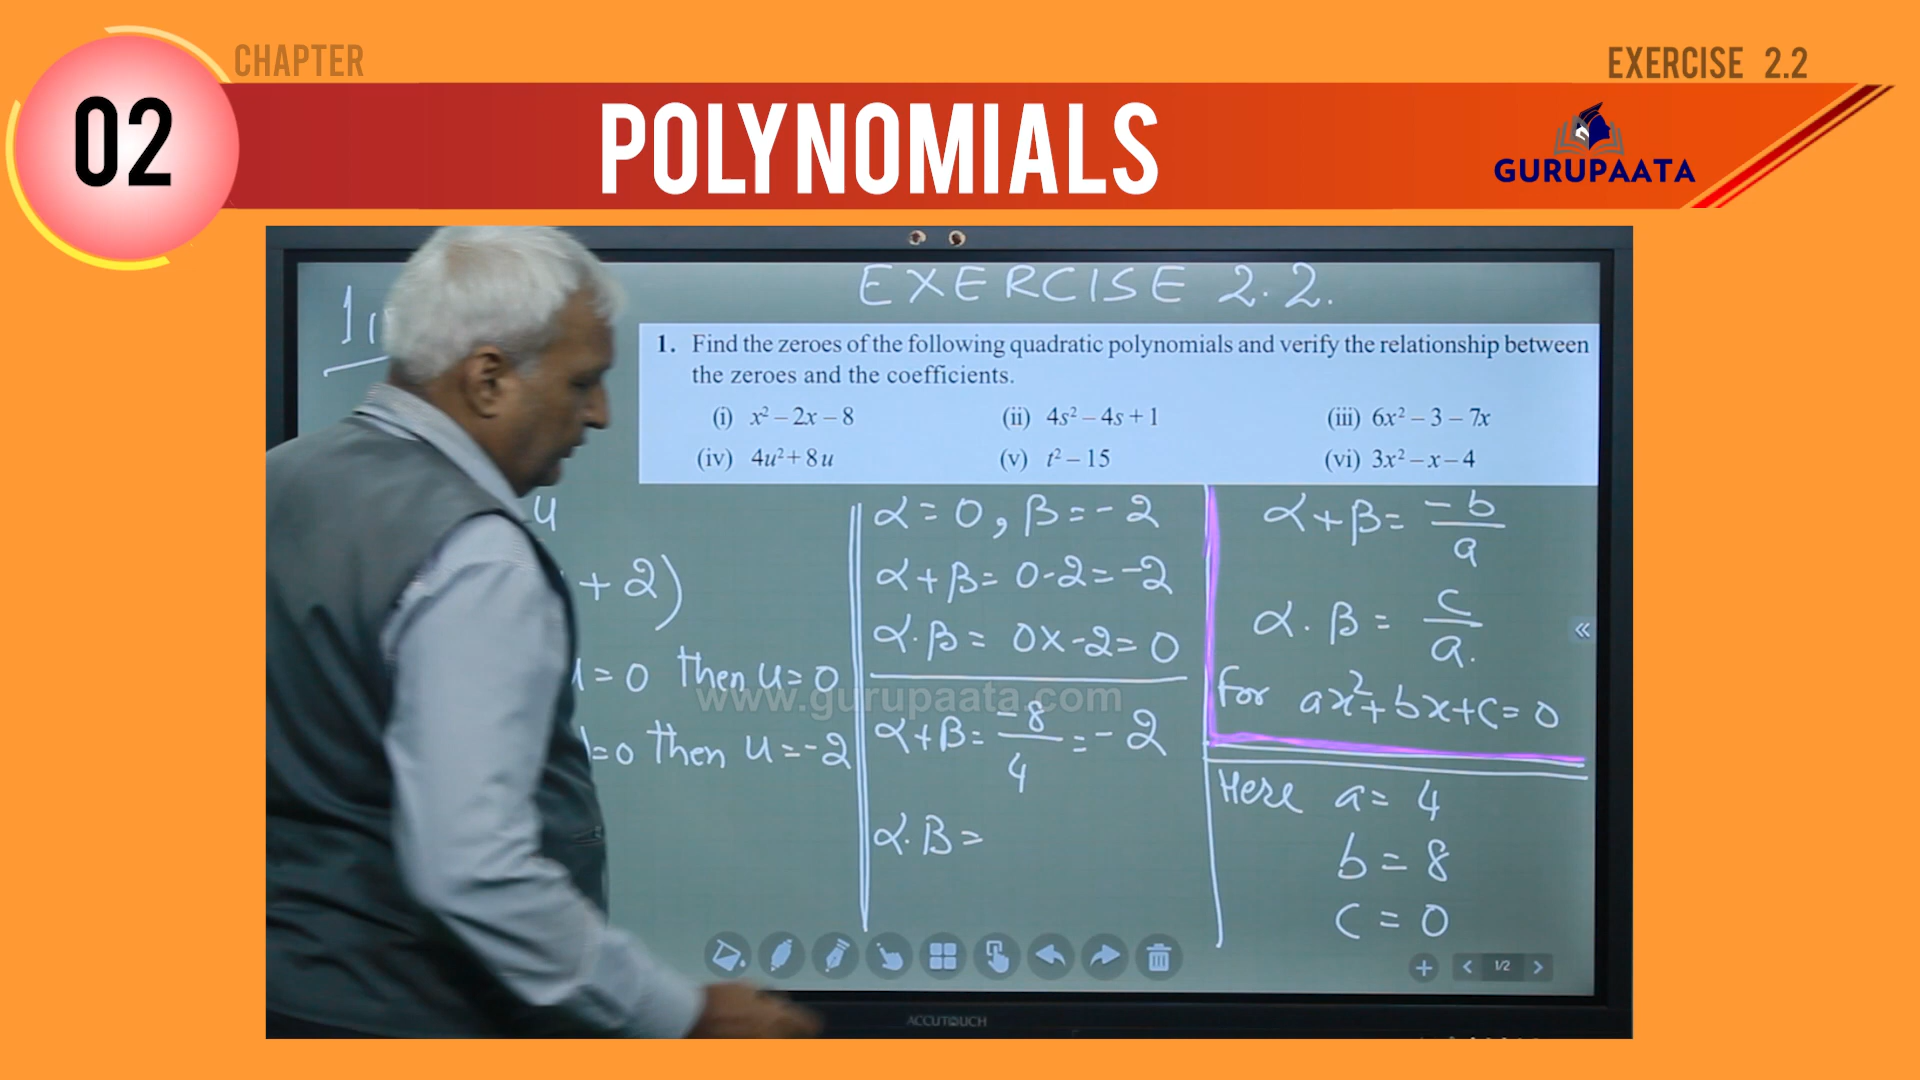 CHAPTER
EXERCISE 2.2
02
POLYNOMIALS
GURUPAATA
EXERCISE 2.2.
1. Find the zeroes of the following quadratic polynomials and verify the relationship between
the zeroes and the coefficients.
(i) x² – 2x – 8 (ii) 4s² – 4s + 1 (iii) 6x² – 3 – 7x
(iv) 4u² + 8u (v) t² – 15 (vi) 3x² – x – 4
u
+ 2)
= 0 then u = 0
= 0 then u = -2
α = 0, β = -2
α + β = 0 - 2 = -2
α . β = 0 x -2 = 0
α + β = -8/4 = -2
α . β =
α + β = -b/a
α . β = c/a.
For ax² + bx + c = 0
Here a = 4
b = 8
c = 0
www.gurupaata.com
1/2
ACCUTOUCH